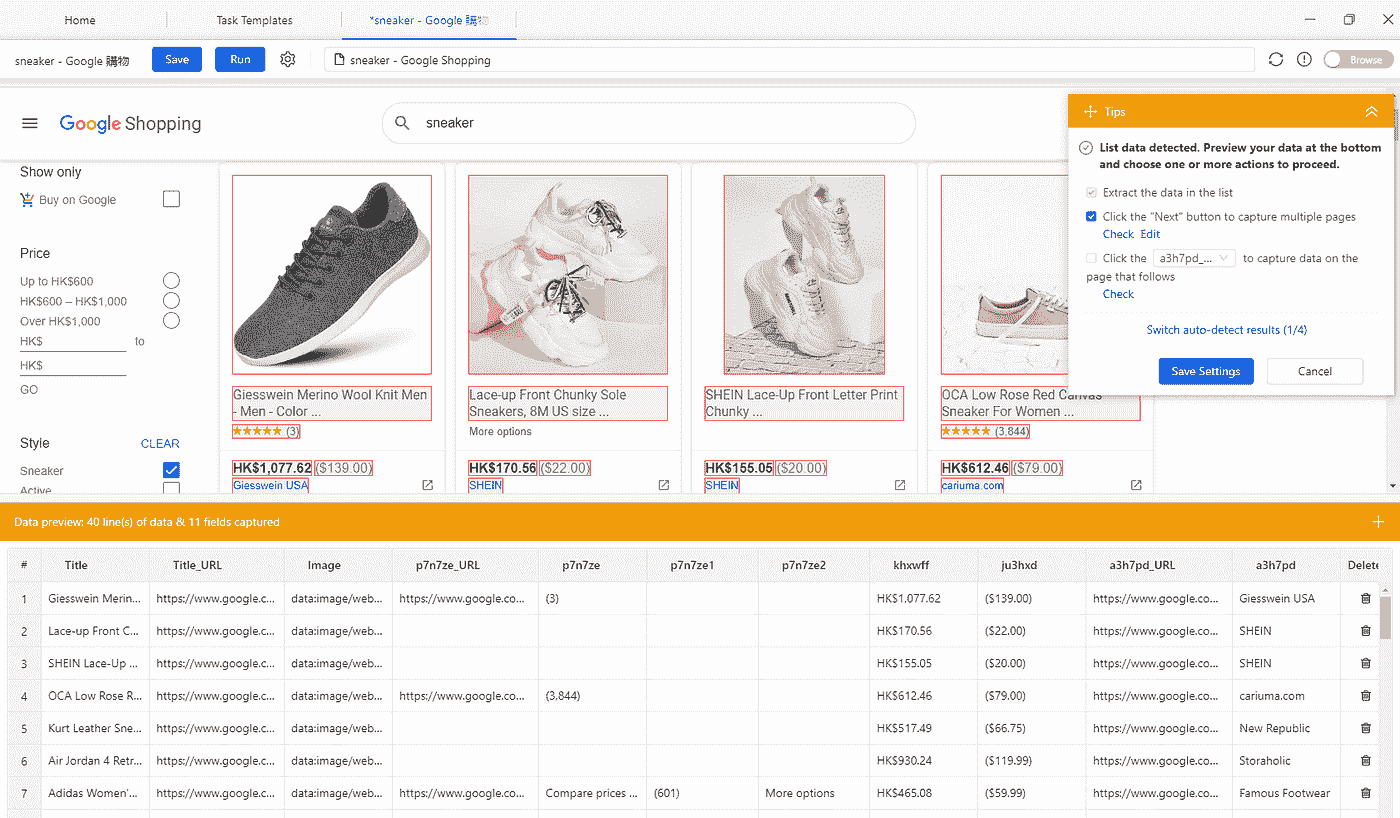 Home
Task Templates
*sneaker - Google 購物
sneaker - Google 購物
Save
Run
sneaker - Google Shopping
Browse
Google Shopping
sneaker
Tips
List data detected. Preview your data at the bottom
and choose one or more actions to proceed.
Extract the data in the list
Click the "Next" button to capture multiple pages
Check Edit
Click the a3h7pd_... to capture data on the
page that follows
Check
Switch auto-detect results (1/4)
Save Settings
Cancel
Show only
Buy on Google
Price
Up to HK$600
HK$600 – HK$1,000
Over HK$1,000
HK$ to
HK$
GO
Style CLEAR
Sneaker
Active
Giesswein Merino Wool Knit Men
- Men - Color ...
(3)
HK$1,077.62 ($139.00)
Giesswein USA
Lace-up Front Chunky Sole
Sneakers, 8M US size ...
More options
HK$170.56 ($22.00)
SHEIN
SHEIN Lace-Up Front Letter Print
Chunky ...
HK$155.05 ($20.00)
SHEIN
OCA Low Rose Red Canvas
Sneaker For Women ...
(3,844)
HK$612.46 ($79.00)
cariuma.com
Data preview: 40 line(s) of data & 11 fields captured
# Title Title_URL Image p7n7ze_URL p7n7ze p7n7ze1 p7n7ze2 khxwff ju3hxd a3h7pd_URL a3h7pd Delete
1 Giesswein Merin... https://www.google.c... data:image/web... https://www.google.co... (3) HK$1,077.62 ($139.00) https://www.google.co... Giesswein USA
2 Lace-up Front C... https://www.google.c... data:image/web... HK$170.56 ($22.00) https://www.google.co... SHEIN
3 SHEIN Lace-Up ... https://www.google.c... data:image/web... HK$155.05 ($20.00) https://www.google.co... SHEIN
4 OCA Low Rose R... https://www.google.c... data:image/web... https://www.google.co... (3,844) HK$612.46 ($79.00) https://www.google.co... cariuma.com
5 Kurt Leather Sne... https://www.google.c... data:image/web... HK$517.49 ($66.75) https://www.google.co... New Republic
6 Air Jordan 4 Retr... https://www.google.c... data:image/web... HK$930.24 ($119.99) https://www.google.co... Storaholic
7 Adidas Women'... https://www.google.c... data:image/web... https://www.google.co... Compare prices ... (601) More options HK$465.08 ($59.99) https://www.google.co... Famous Footwear